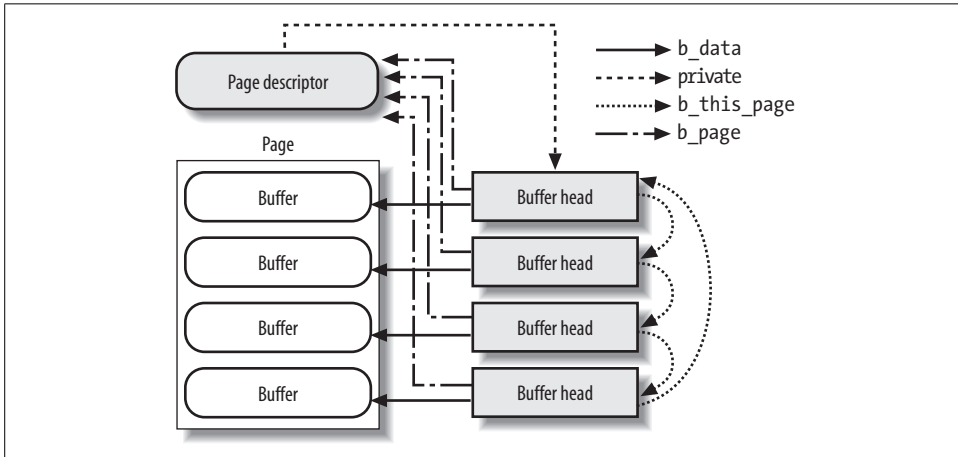 Page descriptor
b_data
private
b_this_page
b_page
Page
Buffer
Buffer head
Buffer
Buffer head
Buffer
Buffer head
Buffer
Buffer head